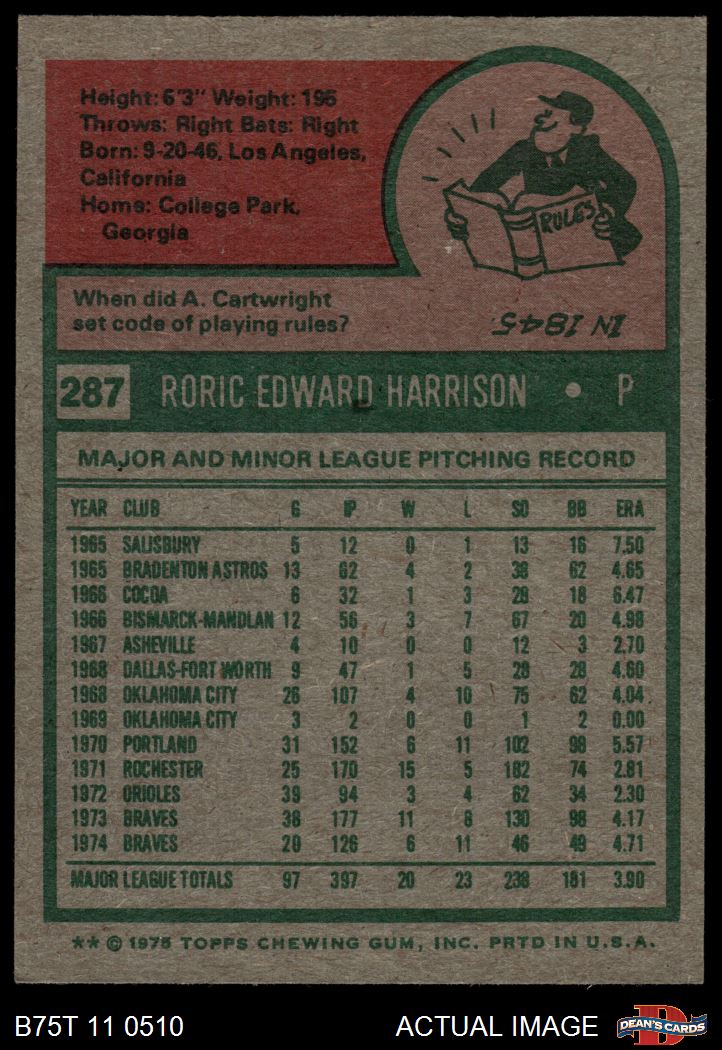 Height: 6'3" Weight: 195
Throws: Right Bats: Right
Born: 9-20-46, Los Angeles,
California
Home: College Park,
Georgia
RULES
When did A. Cartwright
set code of playing rules?
IN 1845.
287 RORIC EDWARD HARRISON • P
MAJOR AND MINOR LEAGUE PITCHING RECORD
YEAR CLUB G IP W L SO BB ERA
1965 SALISBURY 5 12 0 1 13 16 7.50
1965 BRADENTON ASTROS 13 62 4 2 38 62 4.65
1966 COCOA 6 32 1 3 29 18 6.47
1966 BISMARCK-MANDLAN 12 56 3 7 67 20 4.98
1967 ASHEVILLE 4 10 0 0 12 3 2.70
1968 DALLAS-FORT WORTH 9 47 1 5 28 28 4.60
1968 OKLAHOMA CITY 26 107 4 10 75 62 4.04
1969 OKLAHOMA CITY 3 2 0 0 1 2 0.00
1970 PORTLAND 31 152 6 11 102 98 5.57
1971 ROCHESTER 25 170 15 5 182 74 2.81
1972 ORIOLES 39 94 3 4 62 34 2.30
1973 BRAVES 38 177 11 8 130 98 4.17
1974 BRAVES 20 126 6 11 46 49 4.71
MAJOR LEAGUE TOTALS 97 397 20 23 238 181 3.90
** © 1975 TOPPS CHEWING GUM, INC. PRTD IN U.S.A.
B75T 11 0510 ACTUAL IMAGE DEAN'S CARDS